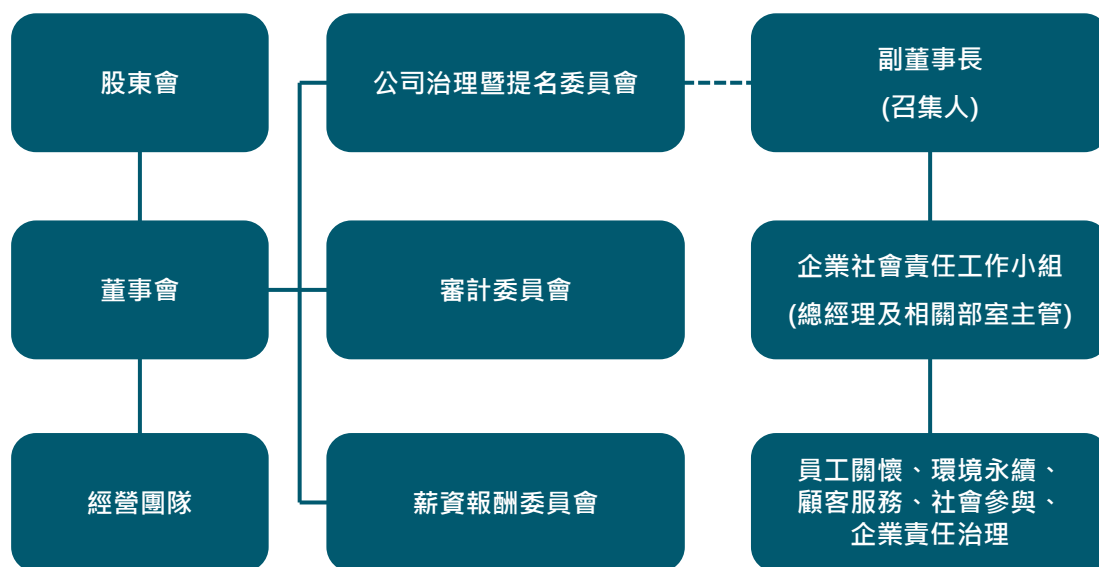 股東會
公司治理暨提名委員會
副董事長
(召集人)
董事會
審計委員會
企業社會責任工作小組
(總經理及相關部室主管)
經營團隊
薪資報酬委員會
員工關懷、環境永續、
顧客服務、社會參與、
企業責任治理